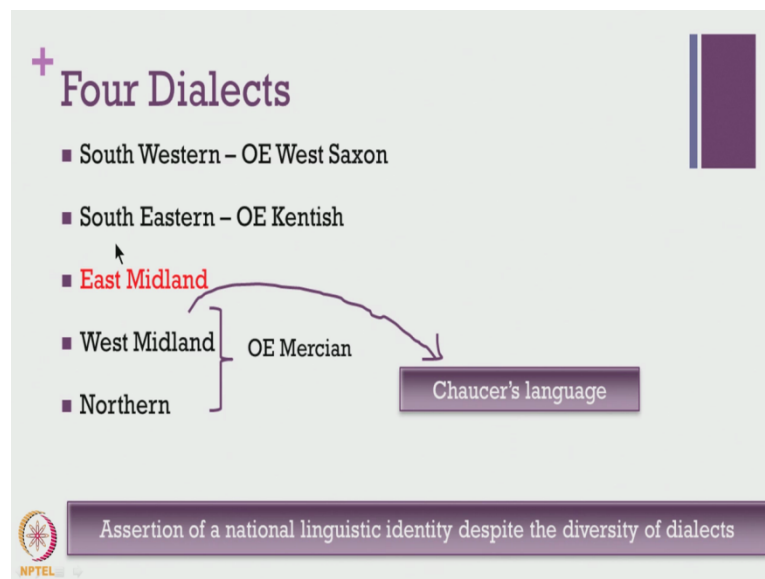 Four Dialects
South Western – OE West Saxon
South Eastern – OE Kentish
East Midland
West Midland
OE Mercian
Northern
Chaucer's language
Assertion of a national linguistic identity despite the diversity of dialects
NPTEL